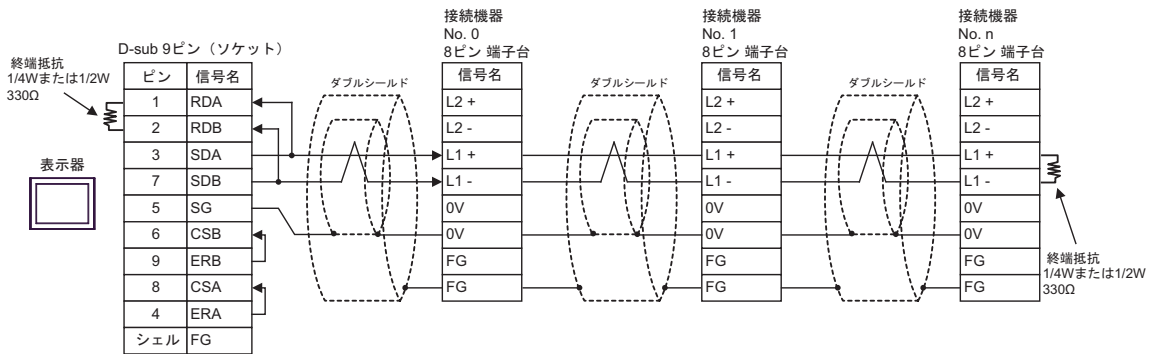 D-sub 9ピン（ソケット）
終端抵抗
1/4Wまたは1/2W
330Ω
表示器
ピン 信号名
1 RDA
2 RDB
3 SDA
7 SDB
5 SG
6 CSB
9 ERB
8 CSA
4 ERA
シェル FG
ダブルシールド
接続機器
No. 0
8ピン 端子台
信号名
L2 +
L2 -
L1 +
L1 -
0V
0V
FG
FG
ダブルシールド
接続機器
No. 1
8ピン 端子台
信号名
L2 +
L2 -
L1 +
L1 -
0V
0V
FG
FG
ダブルシールド
接続機器
No. n
8ピン 端子台
信号名
L2 +
L2 -
L1 +
L1 -
0V
0V
FG
FG
終端抵抗
1/4Wまたは1/2W
330Ω